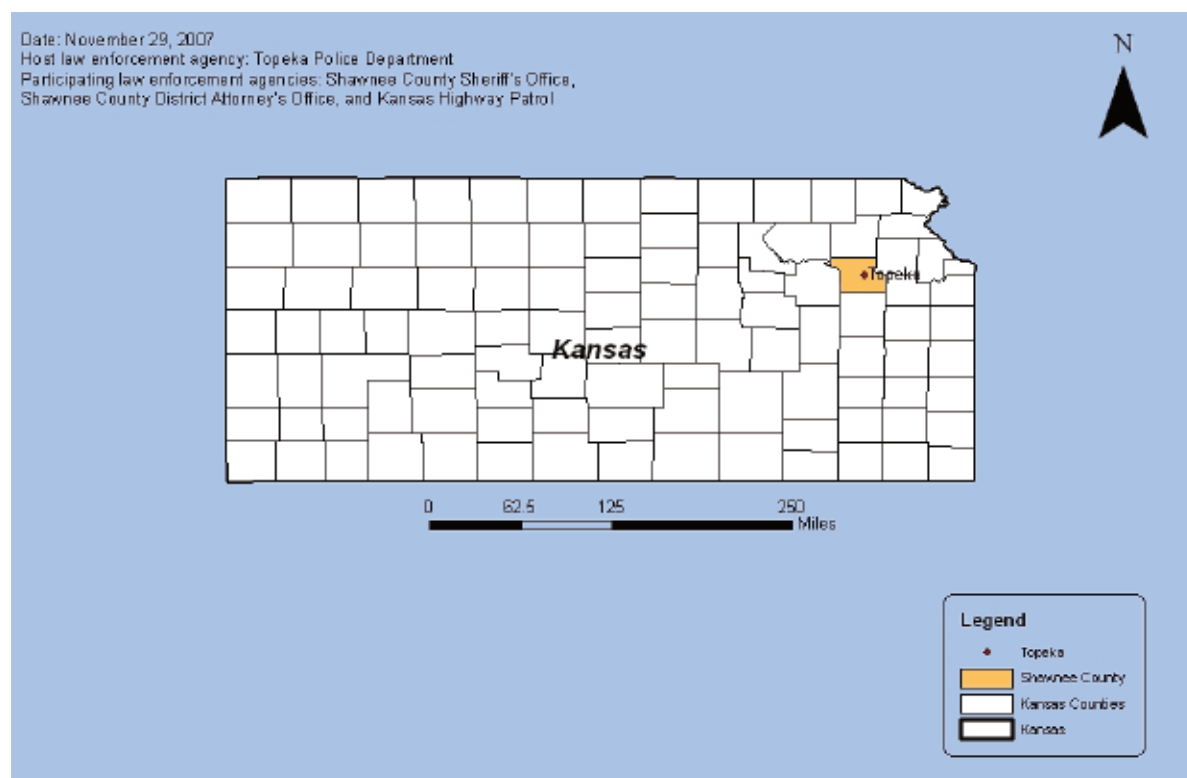 Date: November 29, 2007
Host law enforcement agency: Topeka Police Department
Participating law enforcement agencies: Shawnee County Sheriff's Office,
Shawnee County District Attorney's Office, and Kansas Highway Patrol
N
Topeka
Kansas
0 62.5 125 250
Miles
Legend
Topeka
Shawnee County
Kansas Counties
Kansas